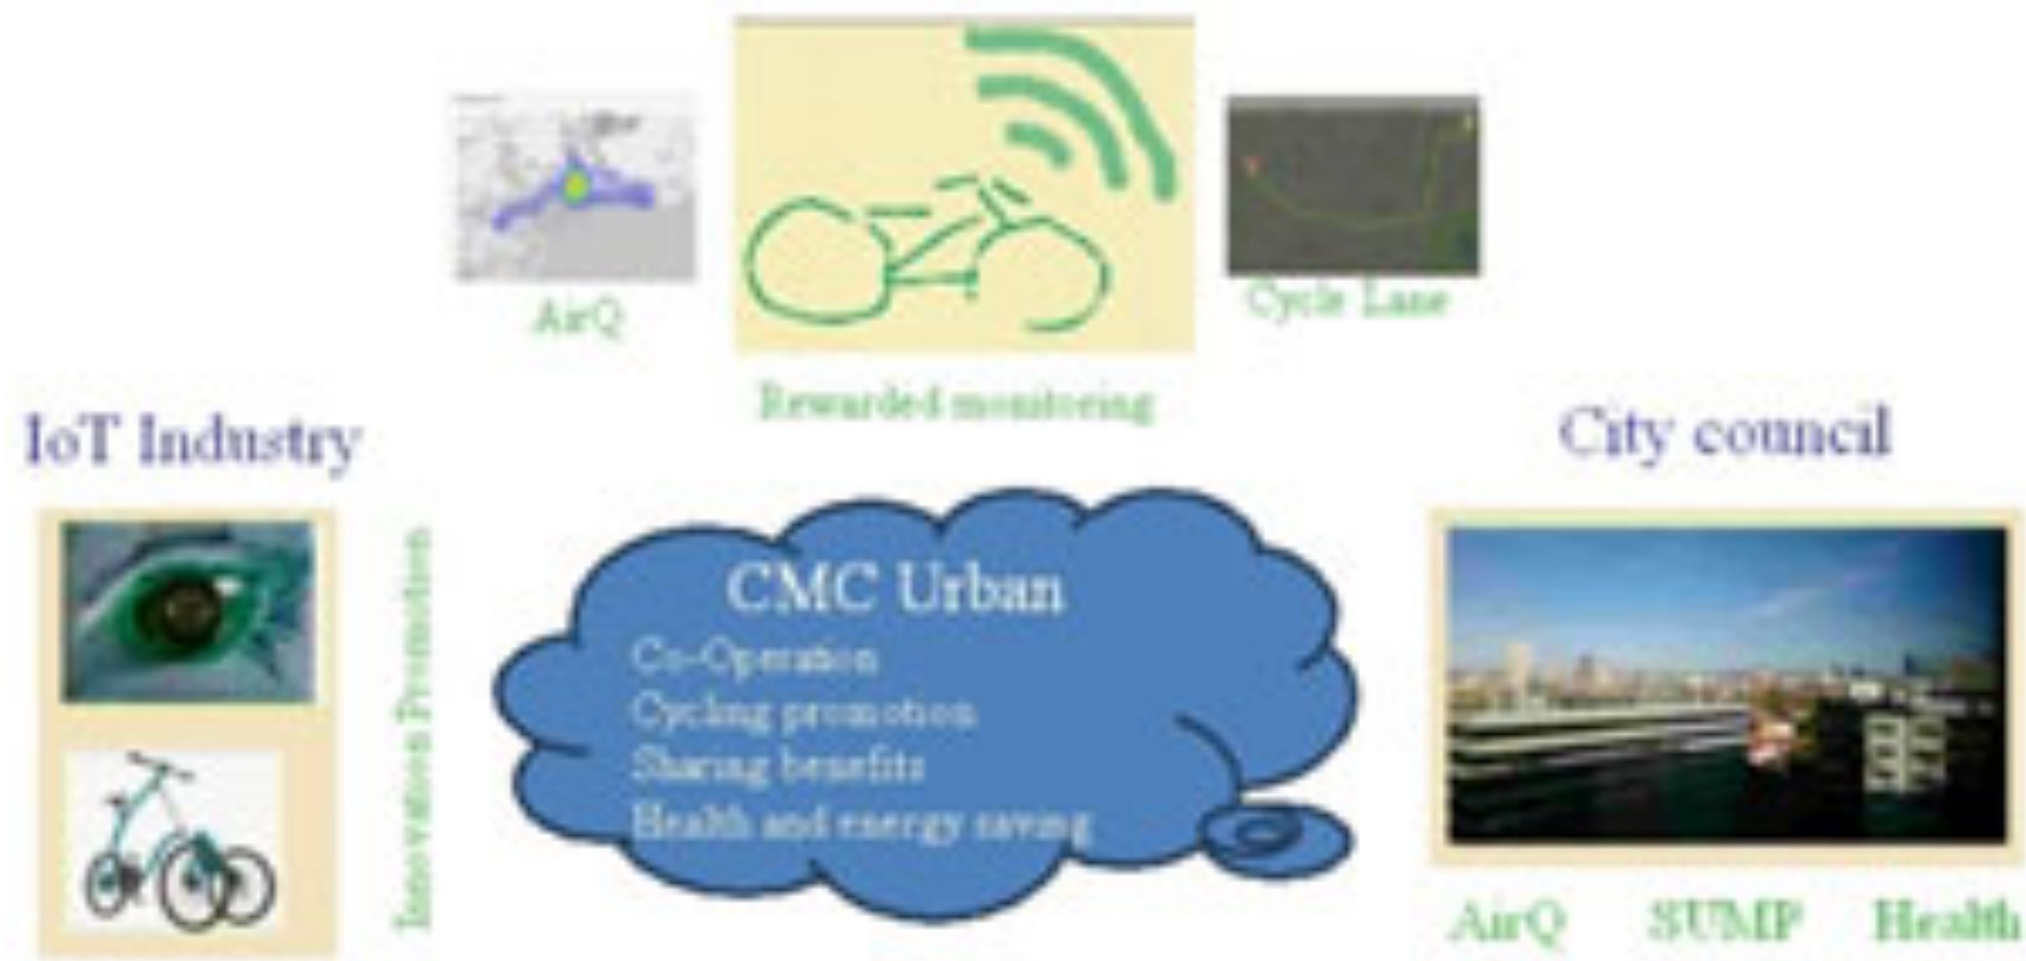 AirQ
Cycle Lane
Rewarded monitoring
IoT Industry
City council
Innovation Promotion
CMC Urban
Co-Operation
Cycling promotion
Sharing benefits
Health and energy saving
AirQ SUMP Health